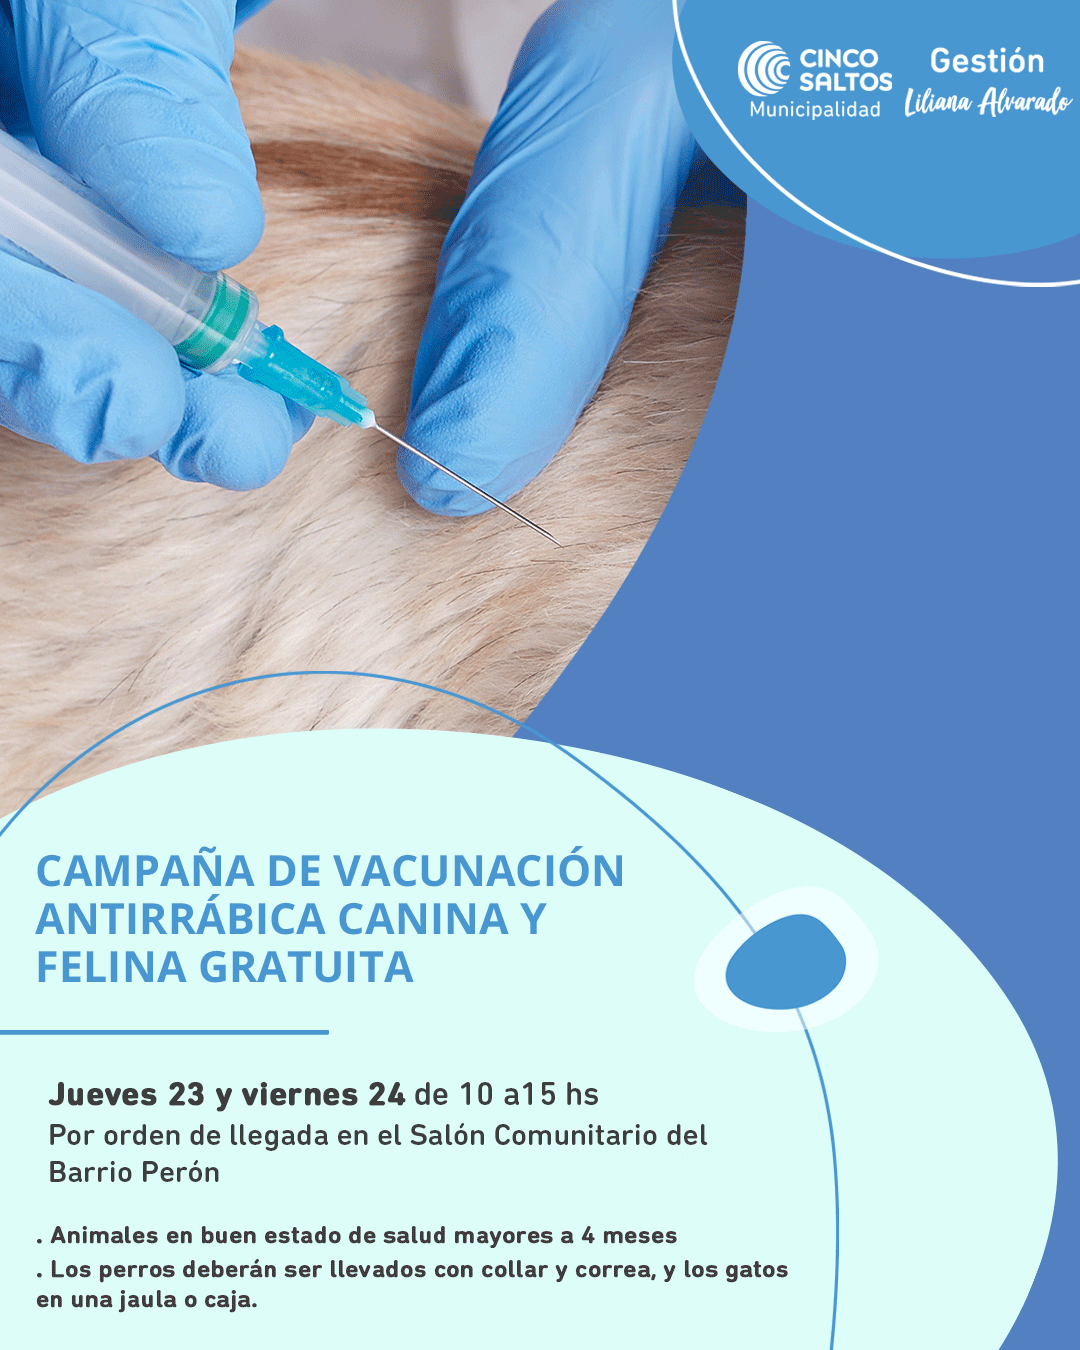 CINCO
SALTOS
Municipalidad
Gestión
Liliana Alvarado
CAMPAÑA DE VACUNACIÓN
ANTIRRÁBICA CANINA Y
FELINA GRATUITA
Jueves 23 y viernes 24 de 10 a15 hs
Por orden de llegada en el Salón Comunitario del
Barrio Perón
. Animales en buen estado de salud mayores a 4 meses
. Los perros deberán ser llevados con collar y correa, y los gatos
en una jaula o caja.